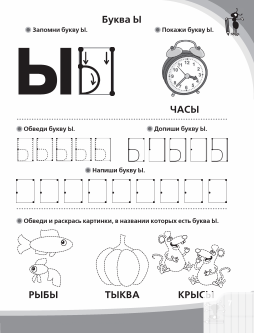 Буква Ы
Запомни букву Ы.
Покажи букву Ы.
Ы Ы
ЧАСЫ
Обведи букву Ы.
Допиши букву Ы.
Напиши букву Ы.
Обведи и раскрась картинки, в названии которых есть буква Ы.
РЫБЫ ТЫКВА КРЫСЫ